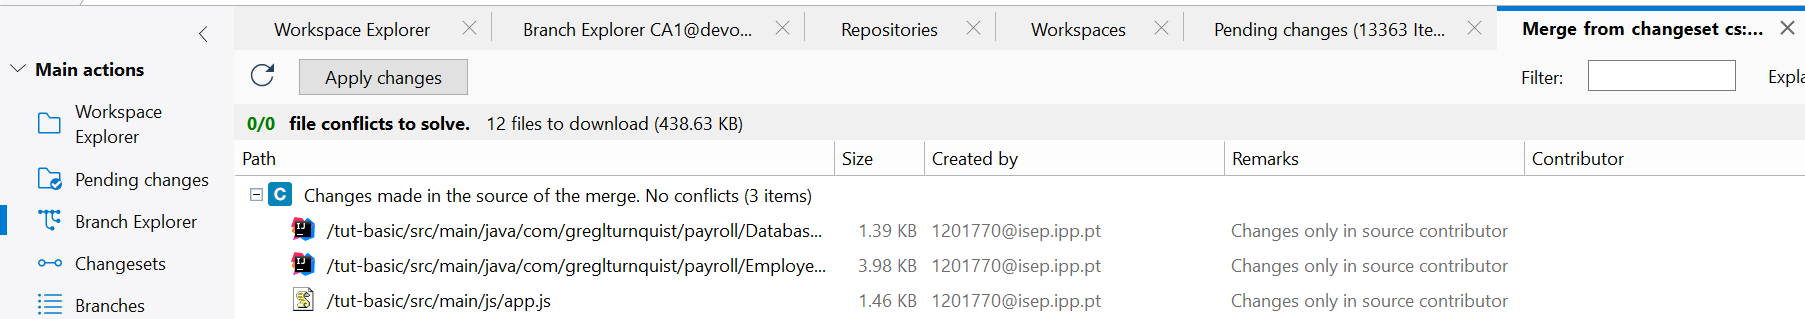 Workspace Explorer
Branch Explorer CA1@devo...
Repositories
Workspaces
Pending changes (13363 Ite...
Merge from changeset cs:...
Main actions
Workspace
Explorer
Pending changes
Branch Explorer
Changesets
Branches
Apply changes
Filter:
Expla
0/0 file conflicts to solve. 12 files to download (438.63 KB)
Path Size Created by Remarks Contributor
C Changes made in the source of the merge. No conflicts (3 items)
/tut-basic/src/main/java/com/greglturnquist/payroll/Databas... 1.39 KB 1201770@isep.ipp.pt Changes only in source contributor
/tut-basic/src/main/java/com/greglturnquist/payroll/Employe... 3.98 KB 1201770@isep.ipp.pt Changes only in source contributor
/tut-basic/src/main/js/app.js 1.46 KB 1201770@isep.ipp.pt Changes only in source contributor